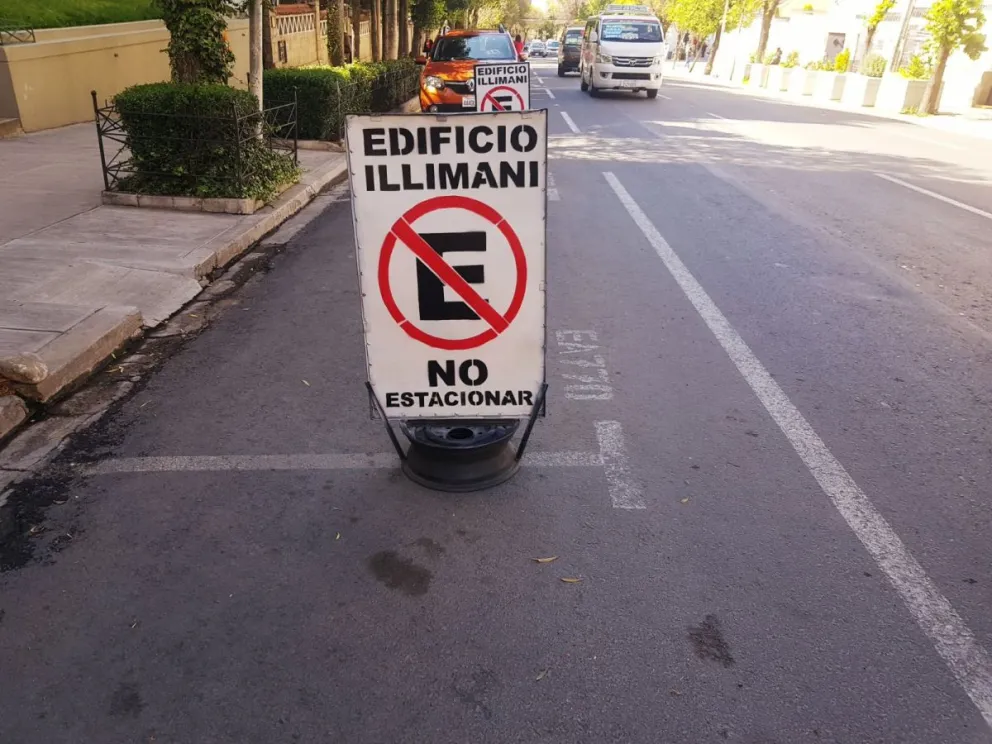 EDIFICIO
ILLIMANI
E
NO
ESTACIONAR
EDIFICIO
ILLIMANI
E